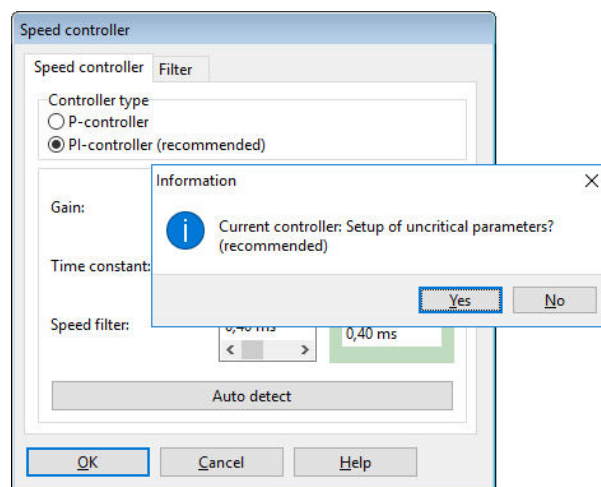 Speed controller
Speed controller
Filter
Controller type
P-controller
PI-controller (recommended)
Information
Gain:
Current controller: Setup of uncritical parameters?
(recommended)
Time constant:
Yes
No
Speed filter:
0,40 ms
0,40 ms
Auto detect
OK
Cancel
Help